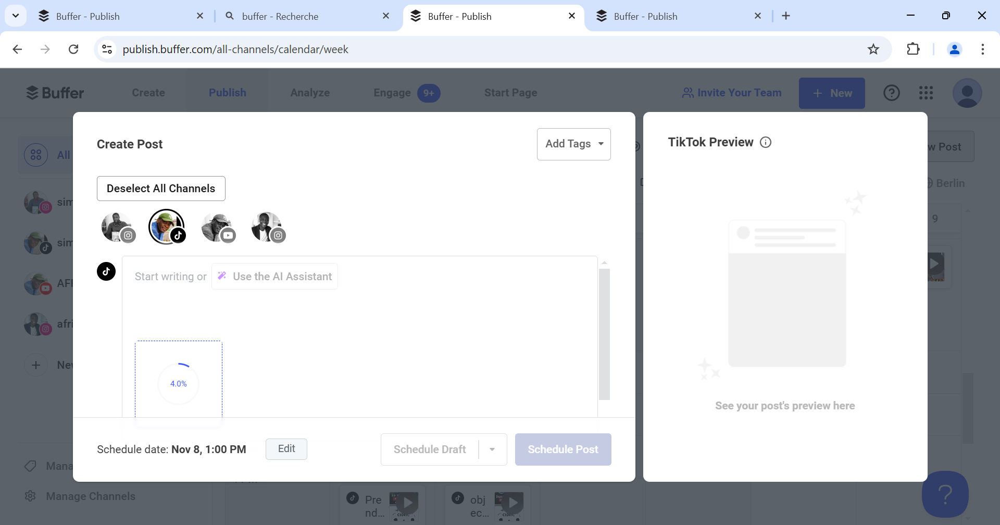 Buffer - Publish
buffer - Recherche
Buffer - Publish
Buffer - Publish
publish.buffer.com/all-channels/calendar/week
Buffer
Create
Publish
Analyze
Engage
9+
Start Page
Invite Your Team
New
Create Post
Add Tags
TikTok Preview
All
w Post
Deselect All Channels
Berlin
sim
9
sim
Start writing or
Use the AI Assistant
AFI
afri
New
4.0%
See your post's preview here
Schedule date: Nov 8, 1:00 PM
Edit
Schedule Draft
Schedule Post
Mana
Manage Channels
Pre
nd...
CEDRIC
obj
ec...
CEDRIC